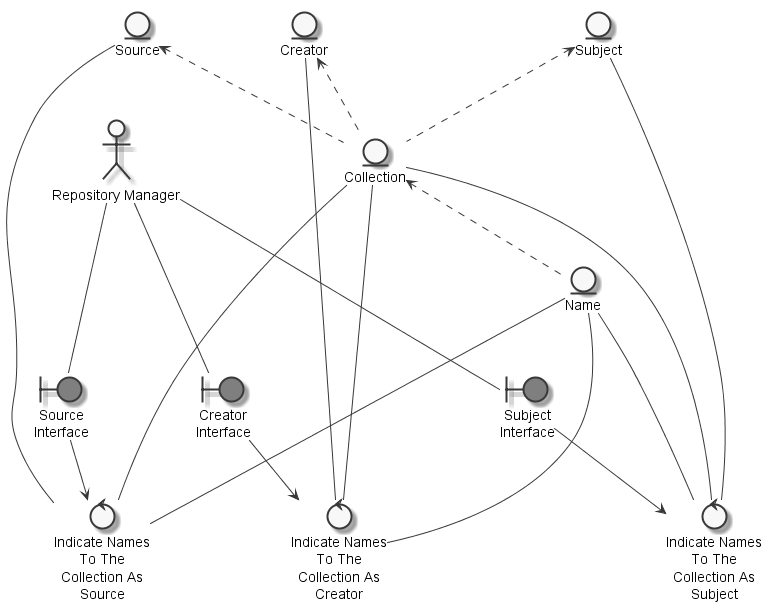 Source
Creator
Subject
Collection
Repository Manager
Name
Source
Interface
Creator
Interface
Subject
Interface
Indicate Names
To The
Collection As
Source
Indicate Names
To The
Collection As
Creator
Indicate Names
To The
Collection As
Subject